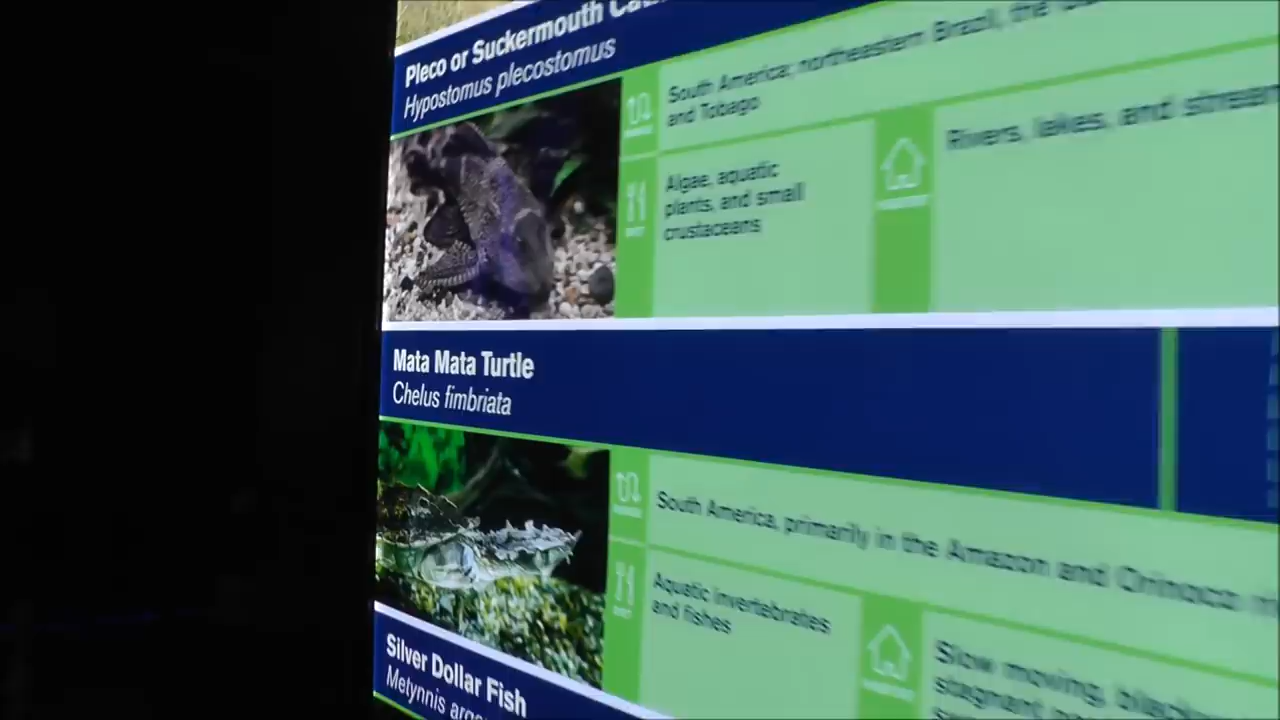 Pleco or Suckermouth
Hypostomus plecostomus
South America; northeastern Brazil, the
and Tobago
Algae, aquatic
plants, and small
crustaceans
Rivers, lakes, and
Mata Mata Turtle
Chelus fimbriata
South America, primarily in the Amazon and Orinoco
Aquatic invertebrates
and fishes
Slow moving,
stagnant
Silver Dollar Fish
Metynnis